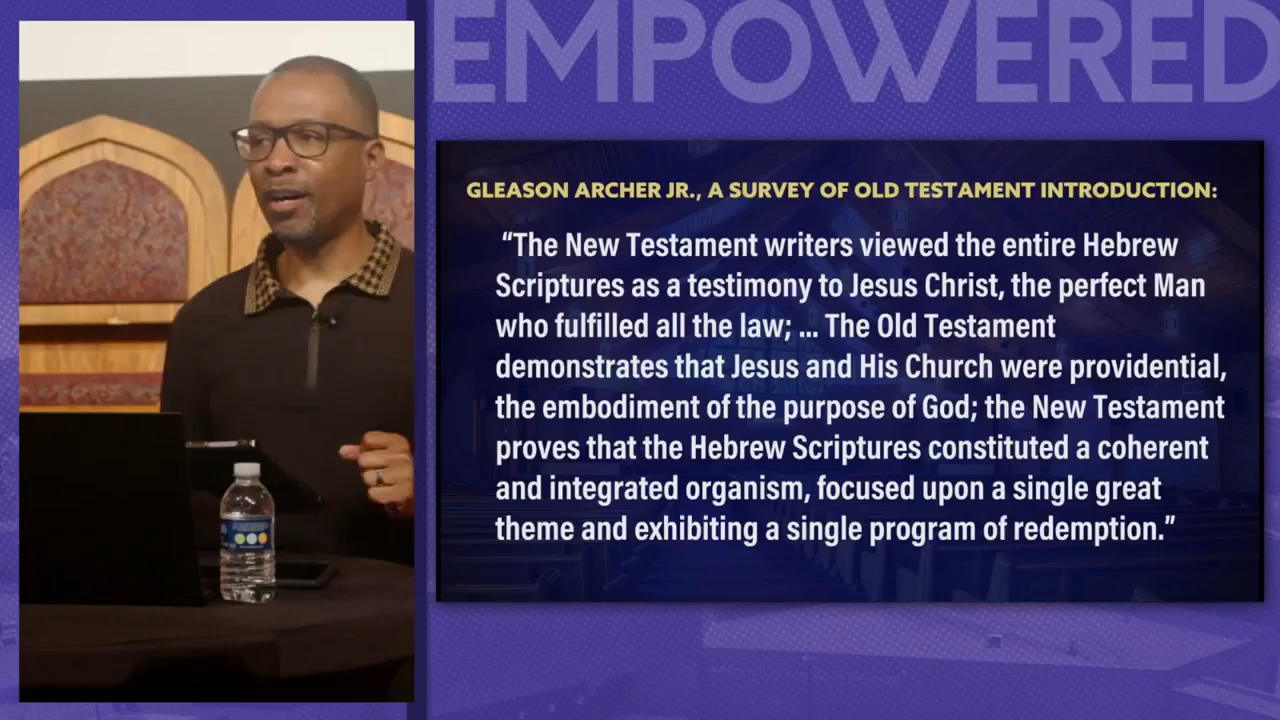 EMPOWERED
GLEASON ARCHER JR., A SURVEY OF OLD TESTAMENT INTRODUCTION:
“The New Testament writers viewed the entire Hebrew
Scriptures as a testimony to Jesus Christ, the perfect Man
who fulfilled all the law; ... The Old Testament
demonstrates that Jesus and His Church were providential,
the embodiment of the purpose of God; the New Testament
proves that the Hebrew Scriptures constituted a coherent
and integrated organism, focused upon a single great
theme and exhibiting a single program of redemption.”